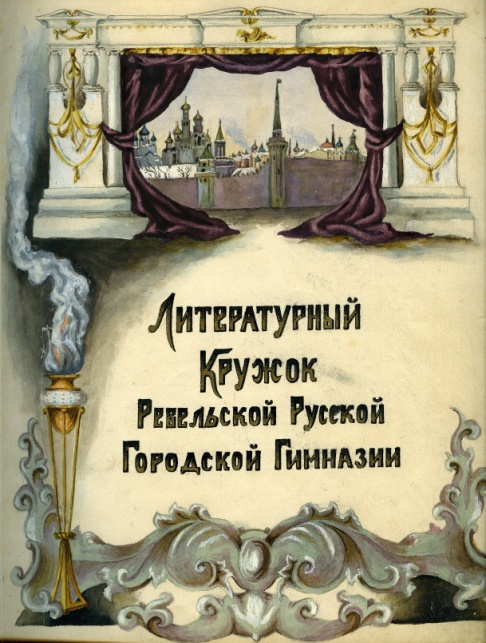 Литературный
Кружок
Ревельской Русской
Городской Гимназии